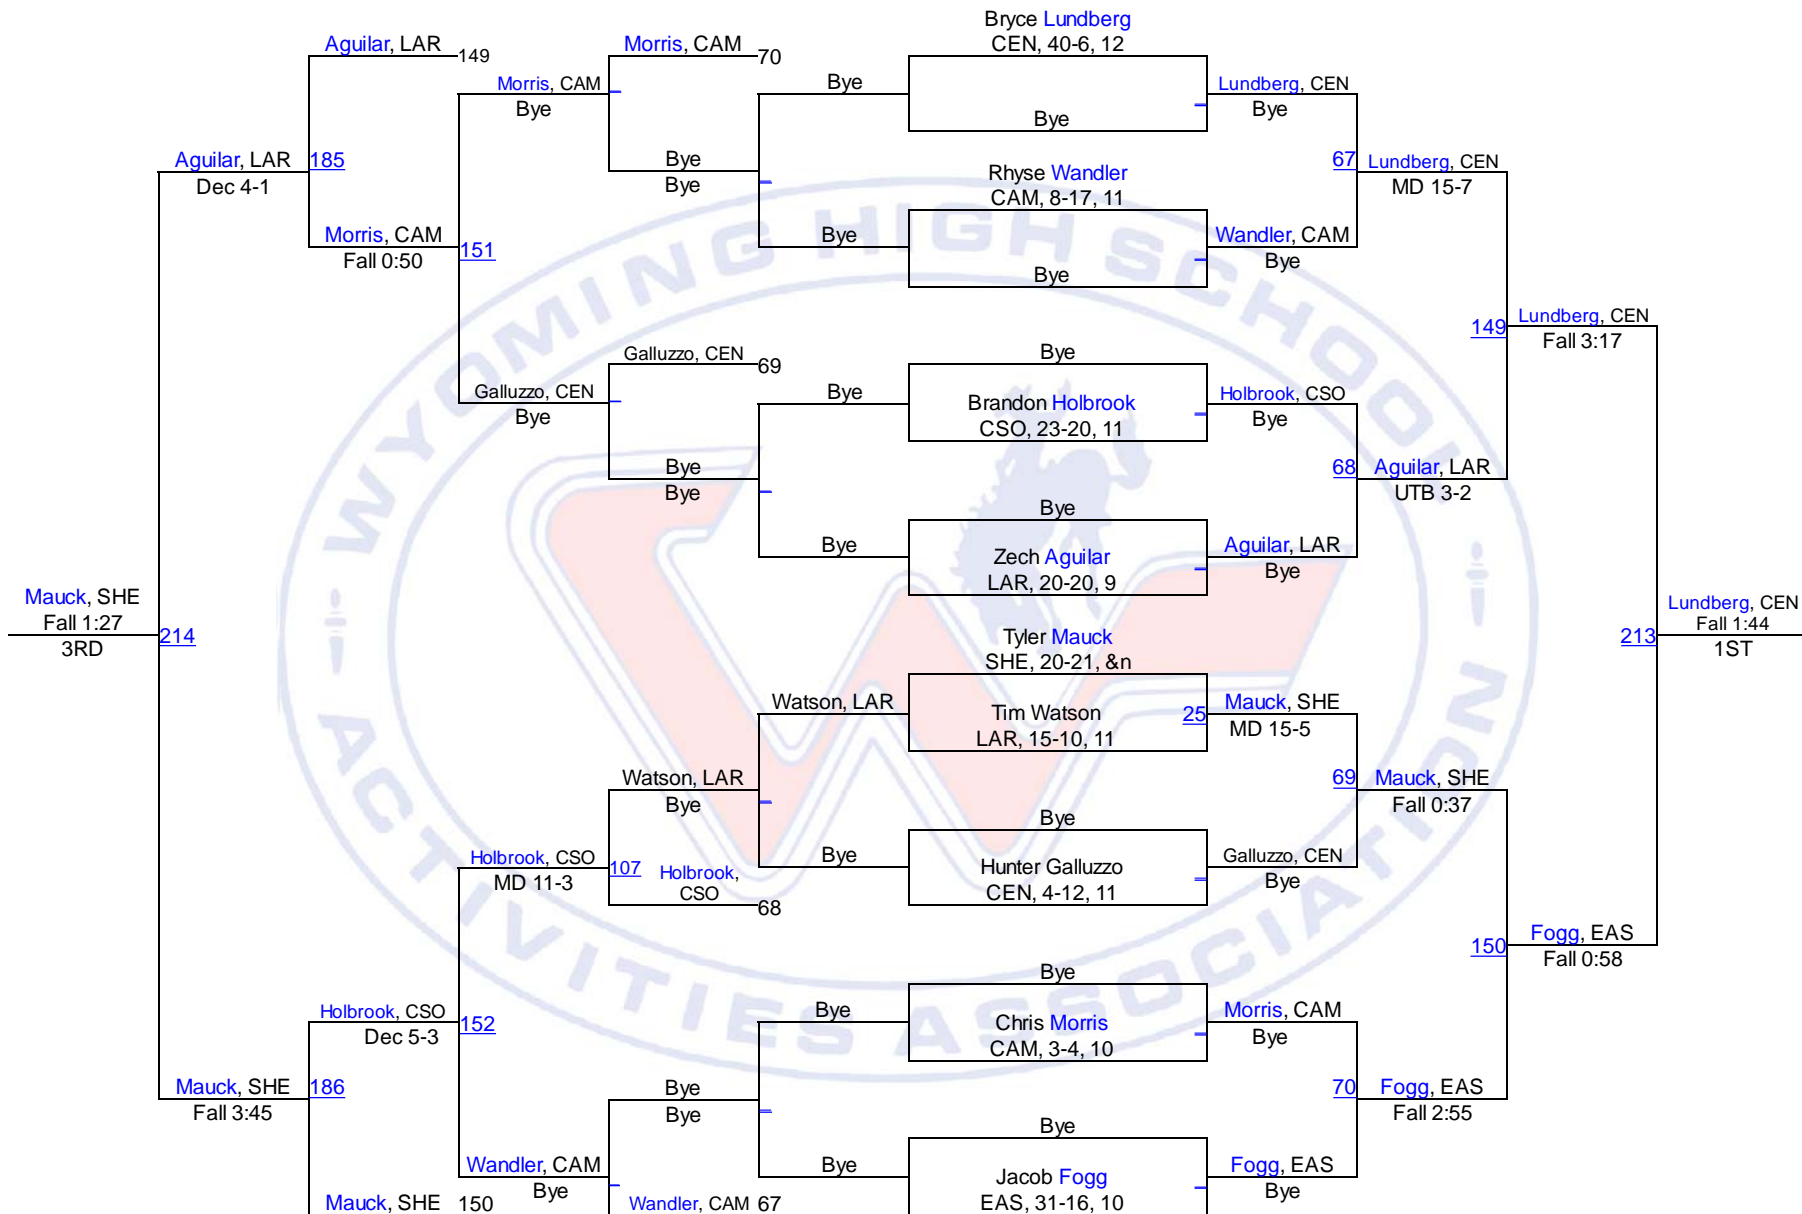 Bryce Lundberg
CEN, 40-6, 12
Aguilar, LAR
149
Morris, CAM
70
Morris, CAM
Bye
Bye
Lundberg, CEN
Bye
Bye
Aguilar, LAR
Dec 4-1
185
Bye
Bye
Rhyse Wandler
CAM, 8-17, 11
67
Lundberg, CEN
MD 15-7
Morris, CAM
Fall 0:50
151
Bye
Wandler, CAM
Bye
Bye
WYOMING HIGH SCHOOL
149
Lundberg, CEN
Fall 3:17
Galluzzo, CEN
69
Bye
Galluzzo, CEN
Bye
Bye
Brandon Holbrook
CSO, 23-20, 11
Holbrook, CSO
Bye
Bye
Bye
68
Aguilar, LAR
UTB 3-2
Bye
Bye
Zech Aguilar
LAR, 20-20, 9
Aguilar, LAR
Bye
Mauck, SHE
Fall 1:27
3RD
214
Tyler Mauck
SHE, 20-21, &n
213
Lundberg, CEN
Fall 1:44
1ST
Watson, LAR
Tim Watson
LAR, 15-10, 11
25
Mauck, SHE
MD 15-5
Watson, LAR
Bye
69
Mauck, SHE
Fall 0:37
Bye
Holbrook, CSO
MD 11-3
107
Holbrook,
CSO
68
Bye
Hunter Galluzzo
CEN, 4-12, 11
Galluzzo, CEN
Bye
150
Fogg, EAS
Fall 0:58
Bye
Holbrook, CSO
Dec 5-3
152
Bye
Chris Morris
CAM, 3-4, 10
Morris, CAM
Bye
ACTIVITIES ASSOCIATION
Mauck, SHE
Fall 3:45
186
Bye
Bye
70
Fogg, EAS
Fall 2:55
Bye
Wandler, CAM
Bye
Bye
Jacob Fogg
EAS, 31-16, 10
Fogg, EAS
Bye
Mauck, SHE
150
Wandler, CAM
67